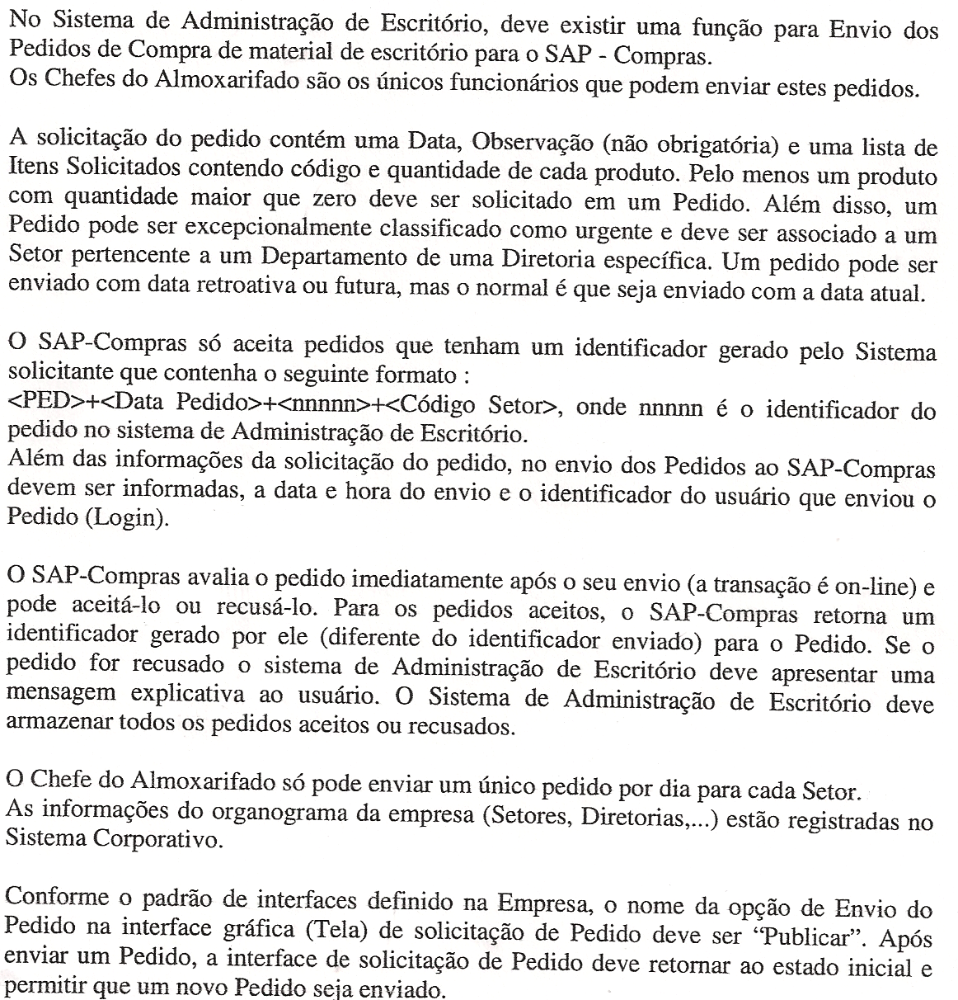 No Sistema de Administração de Escritório, deve existir uma função para Envio dos
Pedidos de Compra de material de escritório para o SAP - Compras.
Os Chefes do Almoxarifado são os únicos funcionários que podem enviar estes pedidos.
A solicitação do pedido contém uma Data, Observação (não obrigatória) e uma lista de
Itens Solicitados contendo código e quantidade de cada produto. Pelo menos um produto
com quantidade maior que zero deve ser solicitado em um Pedido. Além disso, um
Pedido pode ser excepcionalmente classificado como urgente e deve ser associado a um
Setor pertencente a um Departamento de uma Diretoria específica. Um pedido pode ser
enviado com data retroativa ou futura, mas o normal é que seja enviado com a data atual.
O SAP-Compras só aceita pedidos que tenham um identificador gerado pelo Sistema
solicitante que contenha o seguinte formato :
<PED>+<Data Pedido>+<nnnnn>+<Código Setor>, onde nnnnn é o identificador do
pedido no sistema de Administração de Escritório.
Além das informações da solicitação do pedido, no envio dos Pedidos ao SAP-Compras
devem ser informadas, a data e hora do envio e o identificador do usuário que enviou o
Pedido (Login).
O SAP-Compras avalia o pedido imediatamente após o seu envio (a transação é on-line) e
pode aceitá-lo ou recusá-lo. Para os pedidos aceitos, o SAP-Compras retorna um
identificador gerado por ele (diferente do identificador enviado) para o Pedido. Se o
pedido for recusado o sistema de Administração de Escritório deve apresentar uma
mensagem explicativa ao usuário. O Sistema de Administração de Escritório deve
armazenar todos os pedidos aceitos ou recusados.
O Chefe do Almoxarifado só pode enviar um único pedido por dia para cada Setor.
As informações do organograma da empresa (Setores, Diretorias,...) estão registradas no
Sistema Corporativo.
Conforme o padrão de interfaces definido na Empresa, o nome da opção de Envio do
Pedido na interface gráfica (Tela) de solicitação de Pedido deve ser “Publicar”. Após
enviar um Pedido, a interface de solicitação de Pedido deve retornar ao estado inicial e
permitir que um novo Pedido seja enviado.